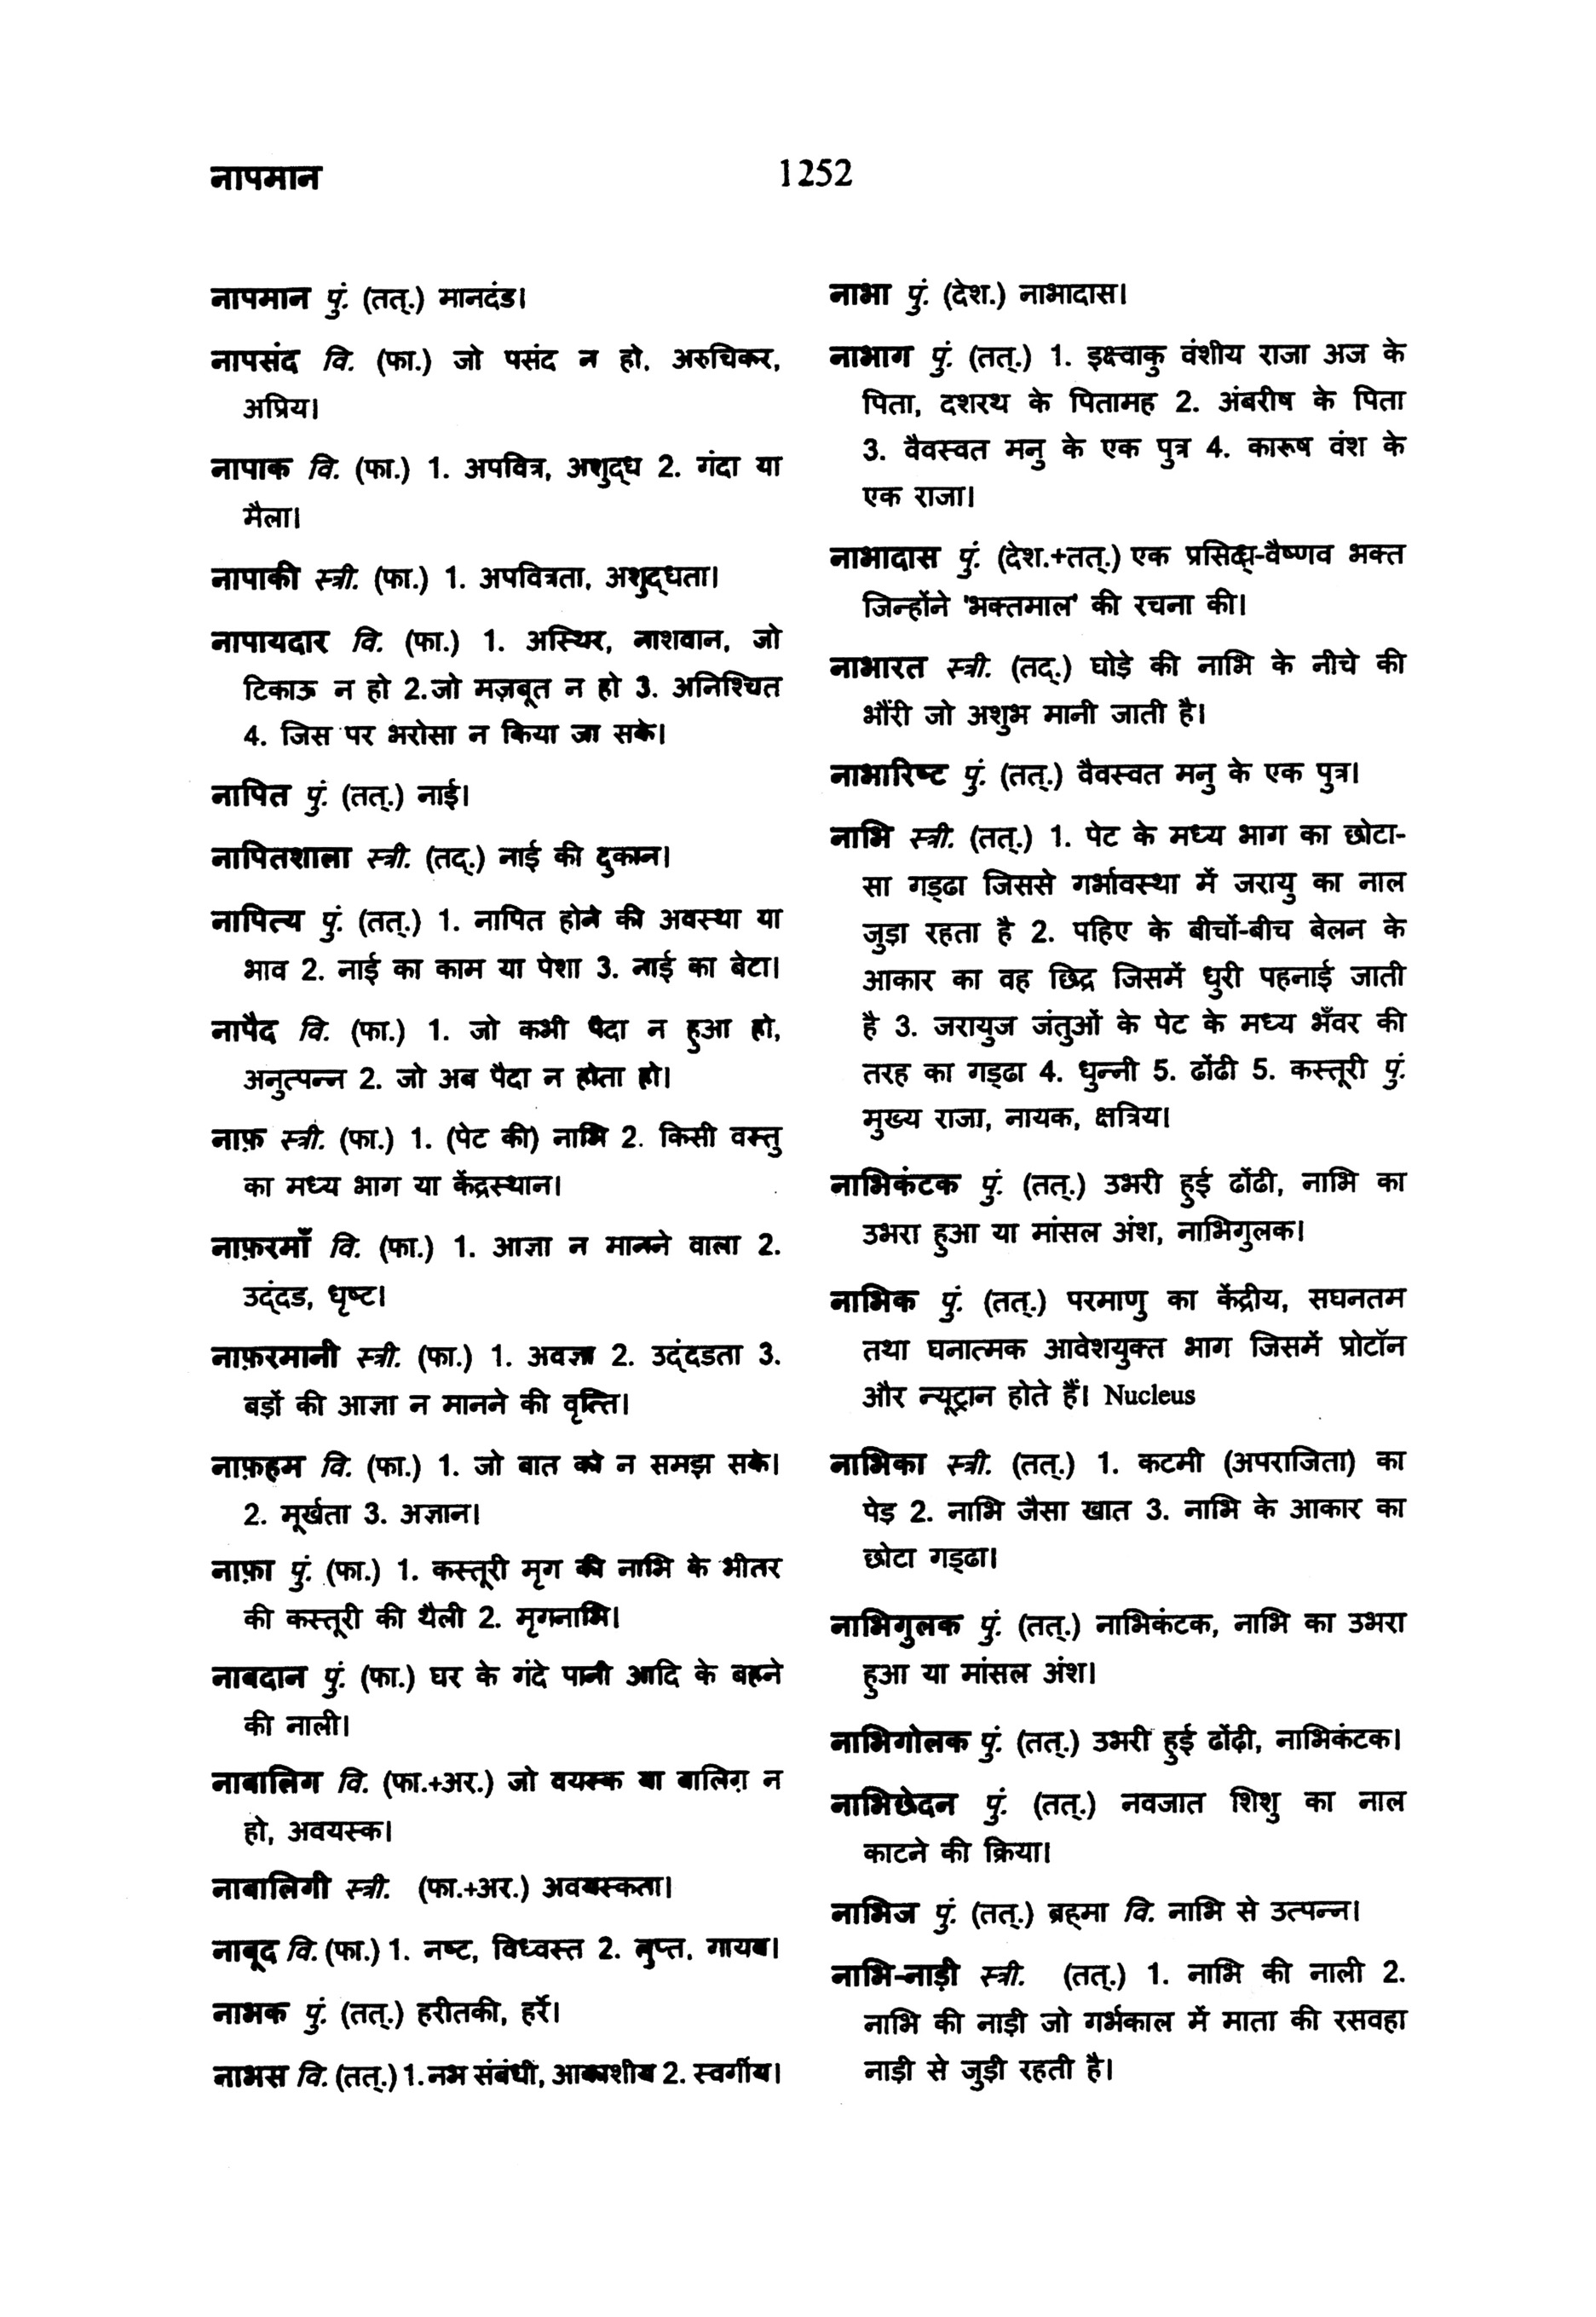 नापमान
1252
नापमान पुं. (तत्.) मानदंड।
नापसंद वि. (फा.) जो पसंद न हो, अरुचिकर,
अप्रिय।
नापाक वि. (फा.) 1. अपवित्र, अशुद्ध 2. गंदा या
मैला।
नापाकी स्त्री. (फा.) 1. अपवित्रता, अशुद्धता।
नापायदार वि. (फा.) 1. अस्थिर, नाशवान, जो
टिकाऊ न हो 2.जो मज़बूत न हो 3. अनिश्चित
4. जिस पर भरोसा न किया जा सके।
नापित पुं. (तत्.) नाई।
नापितशाला स्त्री. (तद्.) नाई की दुकान।
नापित्य पुं. (तत्.) 1. नापित होने की अवस्था या
भाव 2. नाई का काम या पेशा 3. नाई का बेटा।
नापैद वि. (फा.) 1. जो कभी पैदा न हुआ हो,
अनुत्पन्न 2. जो अब पैदा न होता हो।
नाफ़ स्त्री. (फा.) 1. (पेट की) नाभि 2. किसी वस्तु
का मध्य भाग या केंद्रस्थान।
नाफ़रमाँ वि. (फा.) 1. आज्ञा न मानने वाला 2.
उद्दंड, धृष्ट।
नाफ़रमानी स्त्री. (फा.) 1. अवज्ञा 2. उद्दंडता 3.
बड़ों की आज्ञा न मानने की वृत्ति।
नाफ़हम वि. (फा.) 1. जो बात को न समझ सके।
2. मूर्खता 3. अज्ञान।
नाफ़ा पुं. (फा.) 1. कस्तूरी मृग की नाभि के भीतर
की कस्तूरी की थैली 2. मृगनाभि।
नाबदान पुं. (फा.) घर के गंदे पानी आदि के बहने
की नाली।
नाबालिग वि. (फा.+अर.) जो वयस्क या बालिग़ न
हो, अवयस्क।
नाबालिगी स्त्री. (फा.+अर.) अवयस्कता।
नाबूद वि. (फा.) 1. नष्ट, विध्वस्त 2. लुप्त, गायब।
नाभक पुं. (तत्.) हरीतकी, हर्रे।
नाभस वि. (तत्.) 1. नभ संबंधी, आकाशीय 2. स्वर्गीय।
नाभा पुं. (देश.) नाभादास।
नाभाग पुं. (तत्.) 1. इक्ष्वाकु वंशीय राजा अज के
पिता, दशरथ के पितामह 2. अंबरीष के पिता
3. वैवस्वत मनु के एक पुत्र 4. कारूष वंश के
एक राजा।
नाभादास पुं. (देश.+तत्.) एक प्रसिद्ध-वैष्णव भक्त
जिन्होंने 'भक्तमाल' की रचना की।
नाभारत स्त्री. (तद्.) घोड़े की नाभि के नीचे की
भौंरी जो अशुभ मानी जाती है।
नाभारिष्ट पुं. (तत्.) वैवस्वत मनु के एक पुत्र।
नाभि स्त्री. (तत्.) 1. पेट के मध्य भाग का छोटा-
सा गड्ढा जिससे गर्भावस्था में जरायु का नाल
जुड़ा रहता है 2. पहिए के बीचों-बीच बेलन के
आकार का वह छिद्र जिसमें धुरी पहनाई जाती
है 3. जरायुज जंतुओं के पेट के मध्य भँवर की
तरह का गड्ढा 4. धुन्नी 5. ढोंढी 5. कस्तूरी पुं.
मुख्य राजा, नायक, क्षत्रिय।
नाभिकंटक पुं. (तत्.) उभरी हुई ढोंढी, नाभि का
उभरा हुआ या मांसल अंश, नाभिगुलक।
नाभिक पुं. (तत्.) परमाणु का केंद्रीय, सघनतम
तथा घनात्मक आवेशयुक्त भाग जिसमें प्रोटॉन
और न्यूट्रान होते हैं। Nucleus
नाभिका स्त्री. (तत्.) 1. कटमी (अपराजिता) का
पेड़ 2. नाभि जैसा खात 3. नाभि के आकार का
छोटा गड्ढा।
नाभिगुलक पुं. (तत्.) नाभिकंटक, नाभि का उभरा
हुआ या मांसल अंश।
नाभिगोलक पुं. (तत्.) उभरी हुई ढोंढ़ी, नाभिकंटक।
नाभिछेदन पुं. (तत्.) नवजात शिशु का नाल
काटने की क्रिया।
नाभिज पुं. (तत्.) ब्रह्मा वि. नाभि से उत्पन्न।
नाभि-नाड़ी स्त्री. (तत्.) 1. नाभि की नाली 2.
नाभि की नाड़ी जो गर्भकाल में माता की रसवहा
नाड़ी से जुड़ी रहती है।